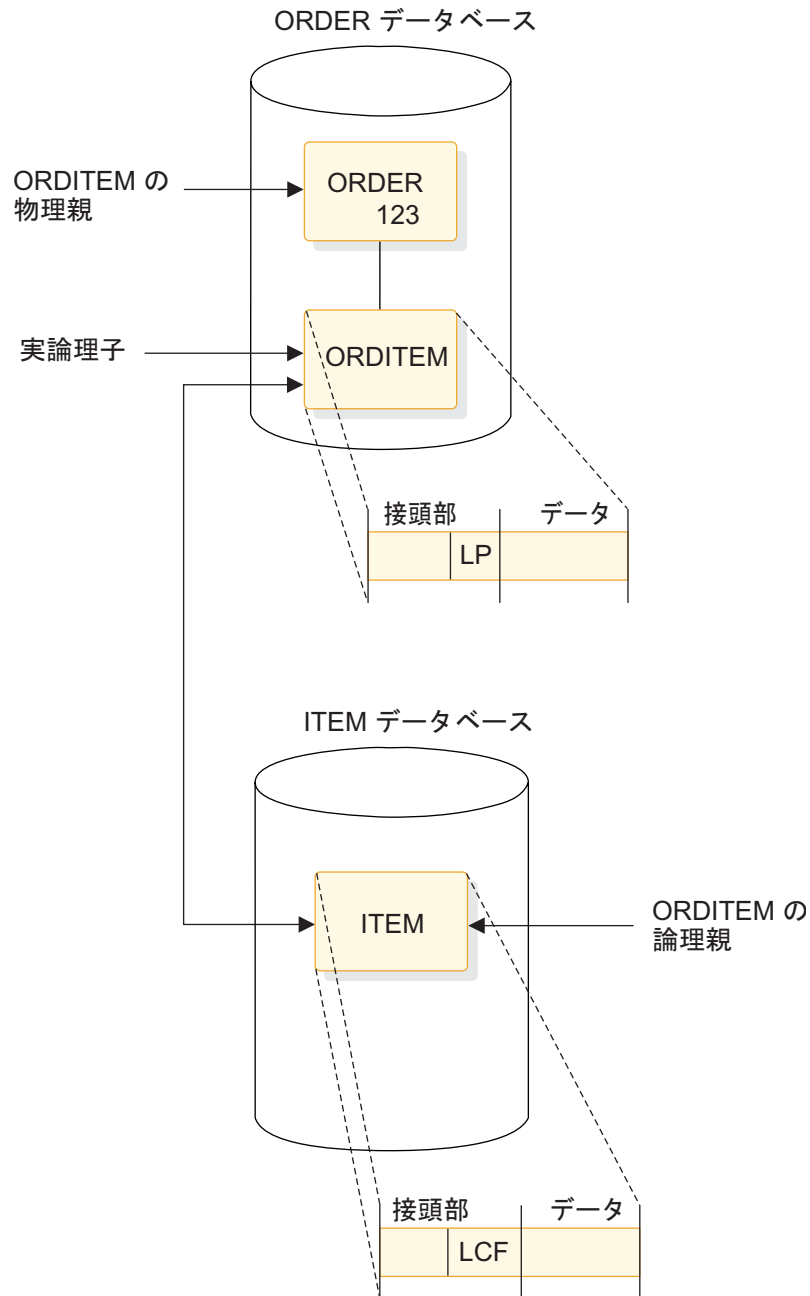 ORDER データベース
ORDITEM の
物理親
ORDER
123
実論理子
ORDITEM
接頭部 データ
LP
ITEM データベース
ITEM
ORDITEM の
論理親
接頭部 データ
LCF